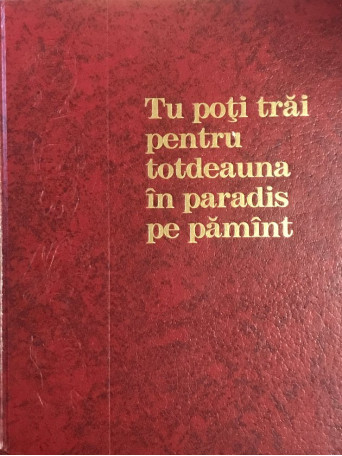 Tu poţi trăi
pentru
totdeauna
în paradis
pe pămînt